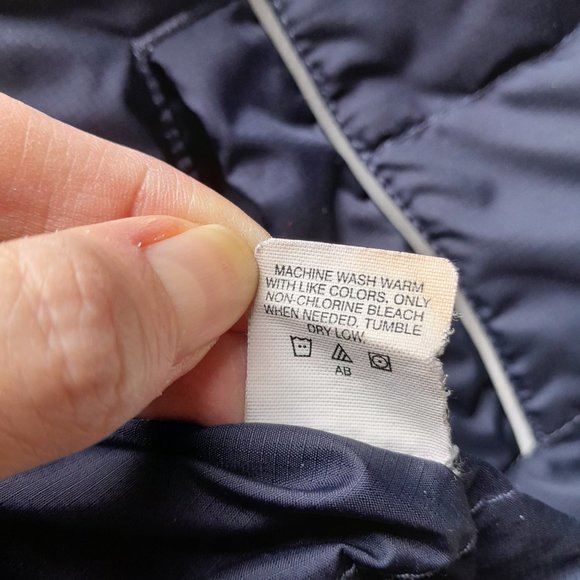 MACHINE WASH WARM
WITH LIKE COLORS. ONLY
NON-CHLORINE BLEACH
WHEN NEEDED. TUMBLE
DRY LOW.
AB